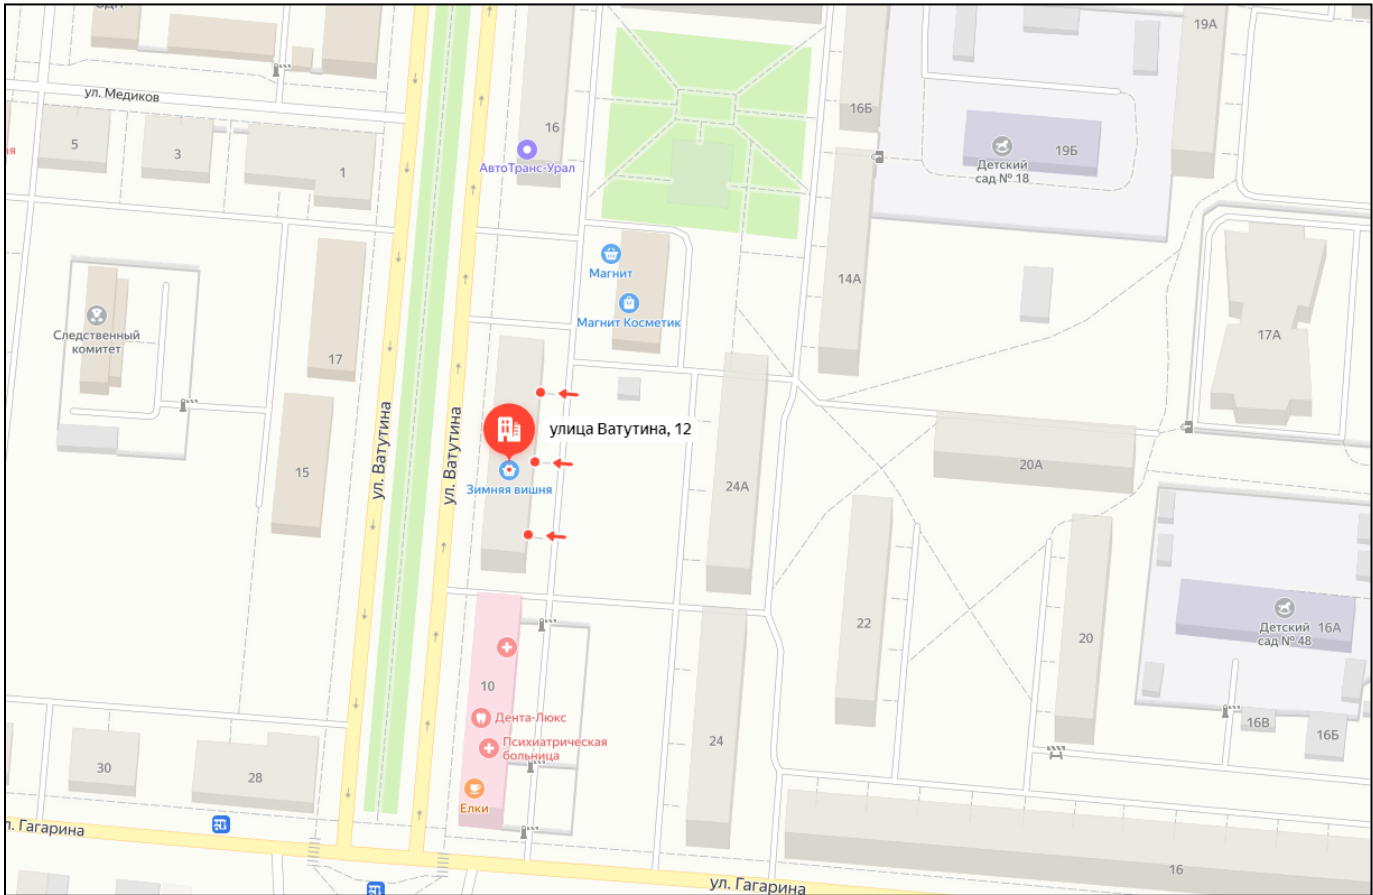 ОДН
19А
ул. Медиков
16Б
16
5
3
1
АвтоТранс-Урал
19Б
Детский
сад № 18
Магнит
14А
Магнит Косметик
Следственный
комитет
17
17А
ул. Ватутина
ул. Ватутина
улица Ватутина, 12
15
Зимняя вишня
24А
20А
22
20
Детский
сад № 48
16А
10
Дента-Люкс
Психиатрическая
больница
24
16В
16Б
30
28
Елки
л. Гагарина
16
ул. Гагарина